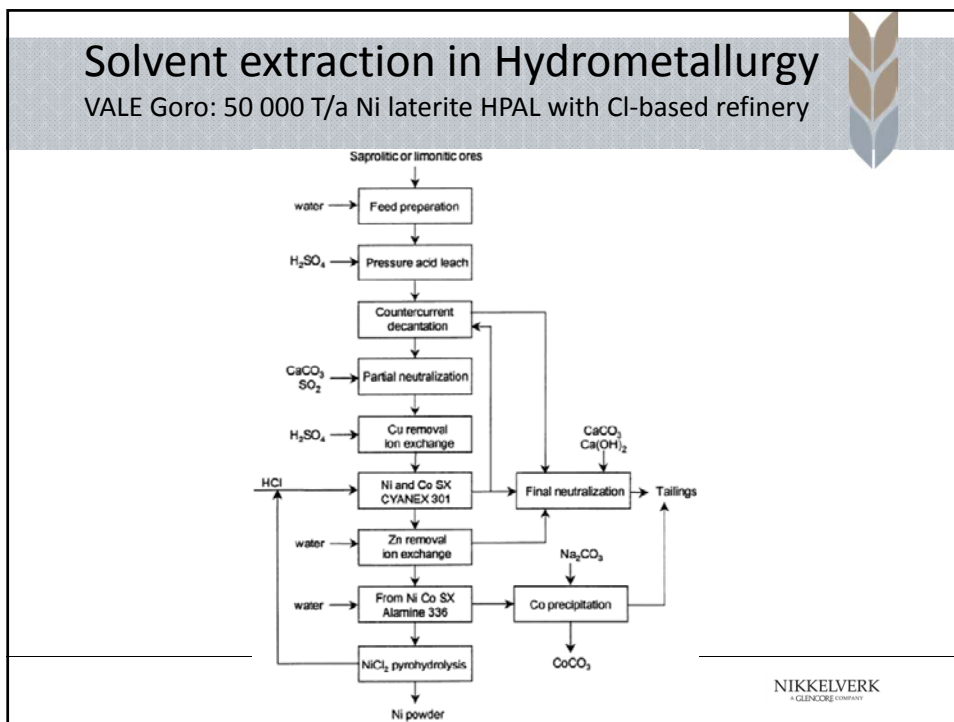 Solvent extraction in Hydrometallurgy
VALE Goro: 50 000 T/a Ni laterite HPAL with Cl-based refinery
Saprolitic or limonitic ores
water
Feed preparation
H₂SO₄
Pressure acid leach
Countercurrent
decantation
CaCO₃
SO₂
Partial neutralization
H₂SO₄
Cu removal
ion exchange
CaCO₃
Ca(OH)₂
HCl
Ni and Co SX
CYANEX 301
Final neutralization
Tailings
water
Zn removal
ion exchange
Na₂CO₃
water
From Ni Co SX
Alamine 336
Co precipitation
NiCl₂ pyrohydrolysis
CoCO₃
Ni powder
NIKKELVERK
A GLENCORE COMPANY